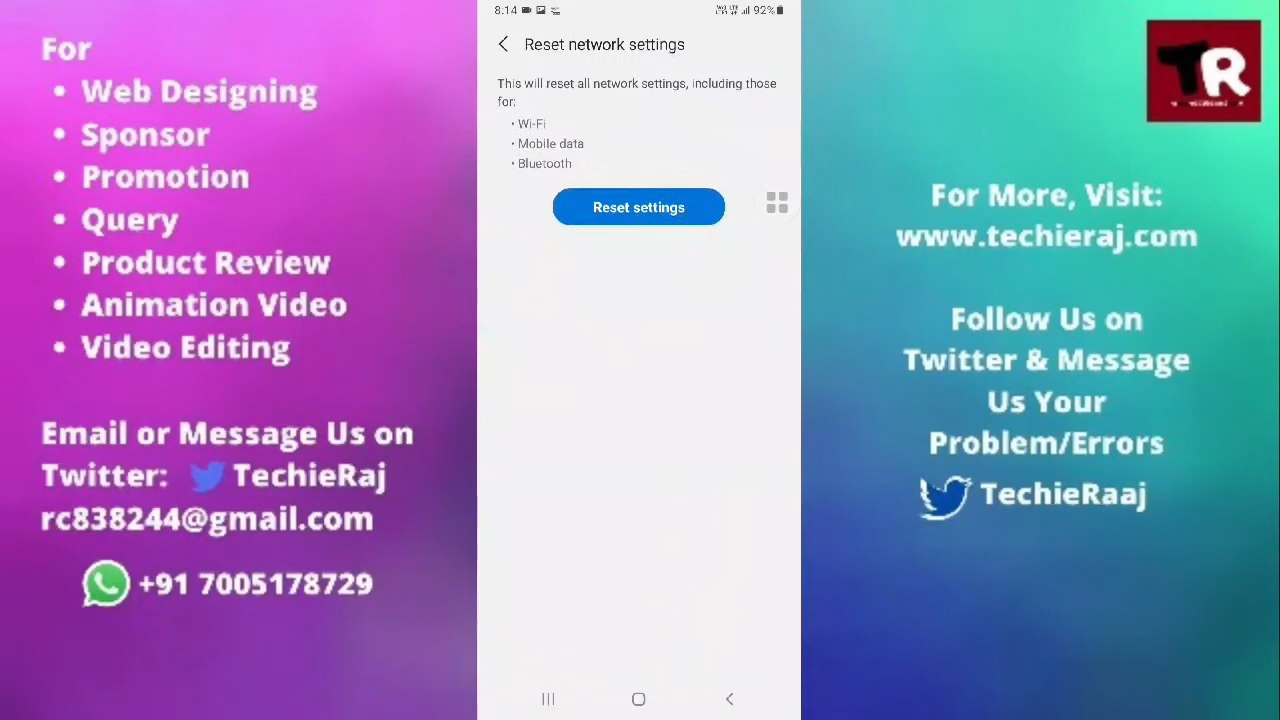 For
• Web Designing
• Sponsor
• Promotion
• Query
• Product Review
• Animation Video
• Video Editing
Email or Message Us on
Twitter: TechieRaj
rc838244@gmail.com
+91 7005178729
8:14
92%
Reset network settings
This will reset all network settings, including those
for:
• Wi-Fi
• Mobile data
• Bluetooth
Reset settings
TR
For More, Visit:
www.techieraj.com
Follow Us on
Twitter & Message
Us Your
Problem/Errors
TechieRaaj